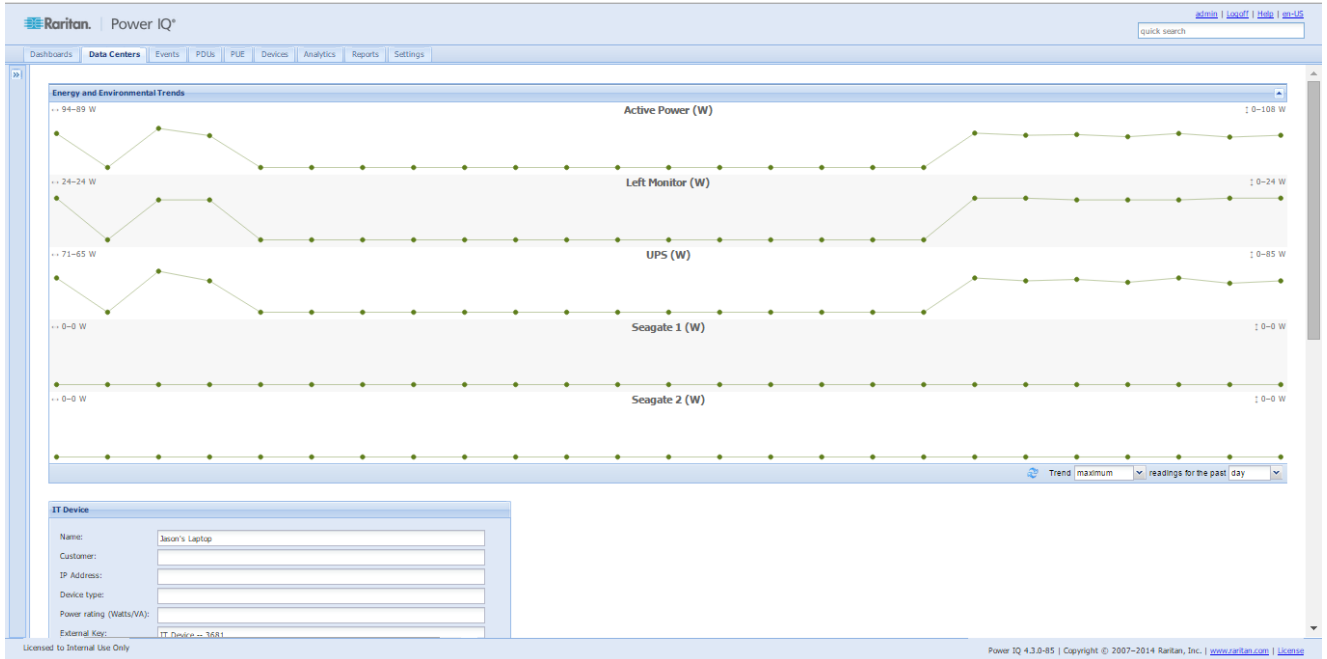 Raritan. | Power IQ®
admin | Logoff | Help | en-US
quick search
Dashboards Data Centers Events PDUs PUE Devices Analytics Reports Settings
Energy and Environmental Trends
↔ 94–89 W Active Power (W) ↕ 0–108 W
↔ 24–24 W Left Monitor (W) ↕ 0–24 W
↔ 71–65 W UPS (W) ↕ 0–85 W
↔ 0–0 W Seagate 1 (W) ↕ 0–0 W
↔ 0–0 W Seagate 2 (W) ↕ 0–0 W
Trend maximum readings for the past day
IT Device
Name: Jason's Laptop
Customer:
IP Address:
Device type:
Power rating (Watts/VA):
External Key: IT Device -- 3681
Licensed to Internal Use Only
Power IQ 4.3.0-85 | Copyright © 2007–2014 Raritan, Inc. | www.raritan.com | License